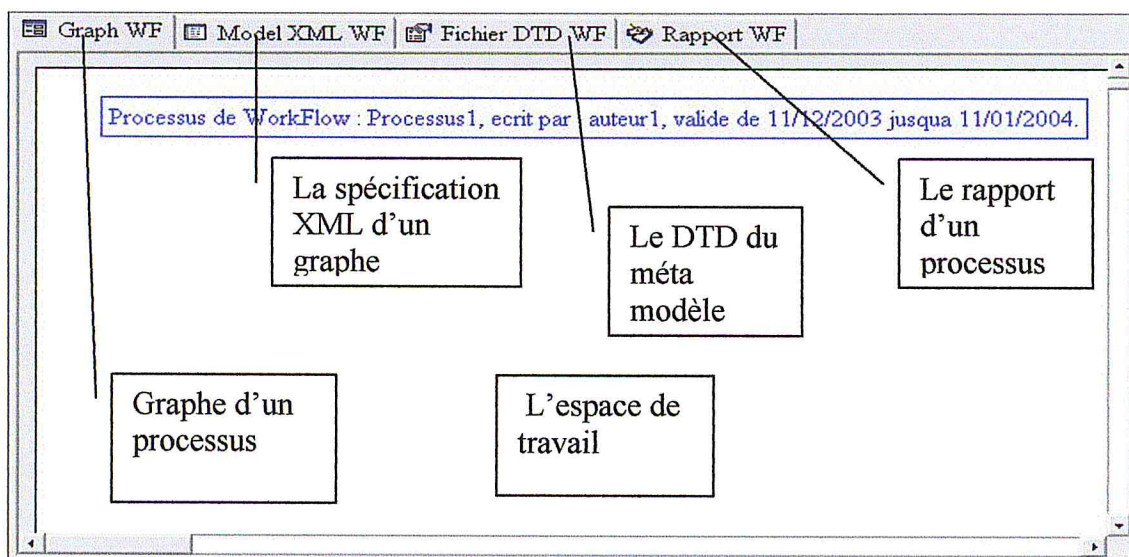 Graph WF Model XML WF Fichier DTD WF Rapport WF
Processus de WorkFlow : Processus1, ecrit par auteur1, valide de 11/12/2003 jusqua 11/01/2004.
La spécification
XML d'un
graphe
Le DTD du
méta
modèle
Le rapport
d'un
processus
Graphe d'un
processus
L'espace de
travail